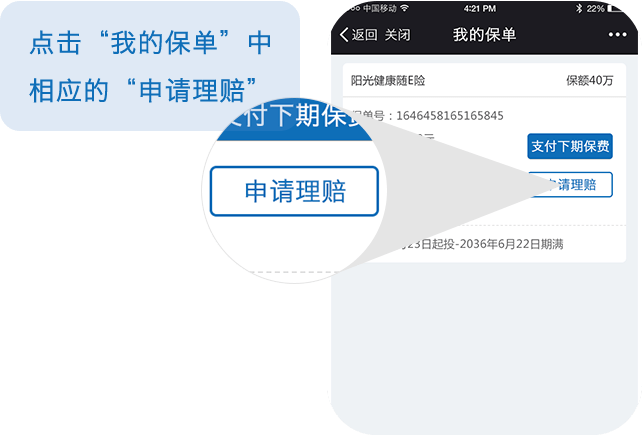 点击“我的保单”中
相应的“申请理赔”
中国移动
4:21 PM
22%
返回 关闭
我的保单
阳光健康随E险
保额40万
保单号：1646458165165845
支付下期保费
申请理赔
支付下期保费
申请理赔
23日起投-2036年6月22日期满